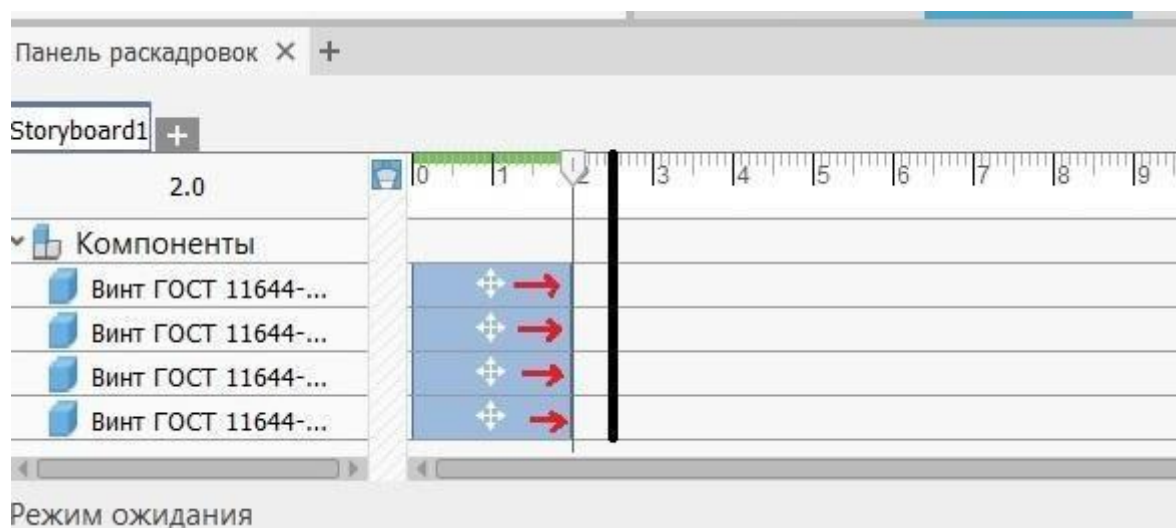 Панель раскадровок × +
Storyboard1 +
2.0 0 1 2 3 4 5 6 7 8 9
Компоненты
Винт ГОСТ 11644-...
Винт ГОСТ 11644-...
Винт ГОСТ 11644-...
Винт ГОСТ 11644-...
Режим ожидания